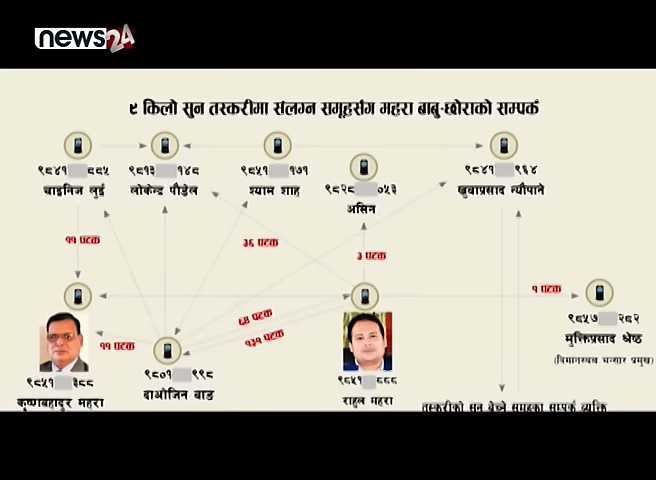 news24
९ किलो सुन तस्करीमा संलग्न समूहसँग महरा बाबु-छोराको सम्पर्क
९८४१ ८८५
चाइनिज लुई
९८१३ १४८
लोकेन्द्र पौडेल
९८५१ १७१
श्याम शाह
९८२८ ०५३
असिन
९८४१ ९६४
खुबाप्रसाद न्यौपाने
११ पटक
३६ पटक
३ पटक
१ पटक
६४ पटक
१३१ पटक
११ पटक
९८५१ ३८८
कृष्णबहादुर महरा
९८०१ ९९८
दाओजिन वाङ
९८५१ ८८८
राहुल महरा
९८५७ २८२
मुक्तिप्रसाद श्रेष्ठ
(विमानस्थल भन्सार प्रमुख)
तस्करीको सुन बेच्ने समूहका सम्पर्क व्यक्ति